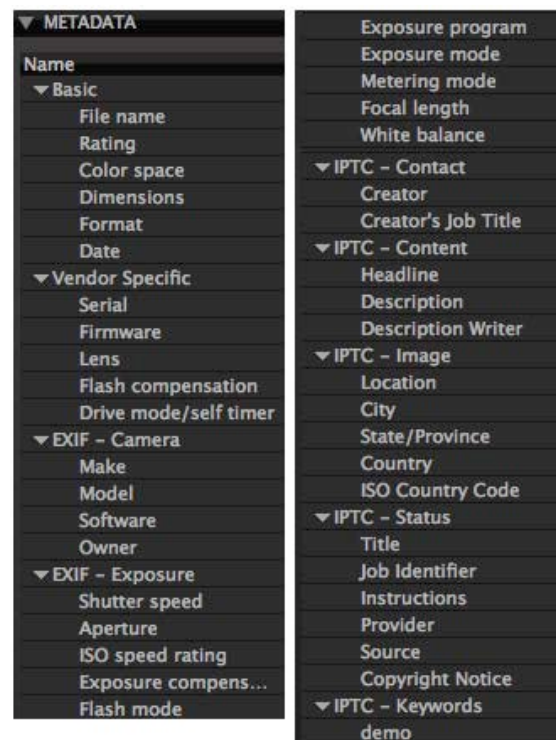 METADATA
Name
Basic
File name
Rating
Color space
Dimensions
Format
Date
Vendor Specific
Serial
Firmware
Lens
Flash compensation
Drive mode/self timer
EXIF – Camera
Make
Model
Software
Owner
EXIF – Exposure
Shutter speed
Aperture
ISO speed rating
Exposure compens...
Flash mode
Exposure program
Exposure mode
Metering mode
Focal length
White balance
IPTC – Contact
Creator
Creator's Job Title
IPTC – Content
Headline
Description
Description Writer
IPTC – Image
Location
City
State/Province
Country
ISO Country Code
IPTC – Status
Title
Job Identifier
Instructions
Provider
Source
Copyright Notice
IPTC – Keywords
demo